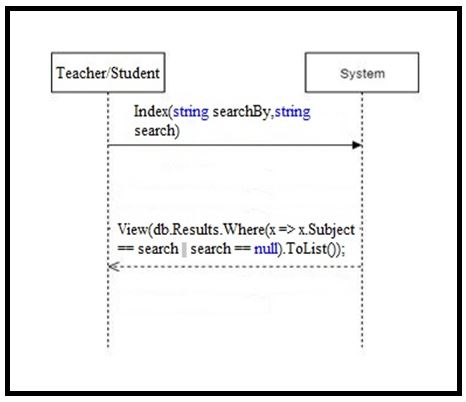 Teacher/Student
System
Index(string searchBy,string
search)
View(db.Results.Where(x => x.Subject
== search || search == null).ToList());